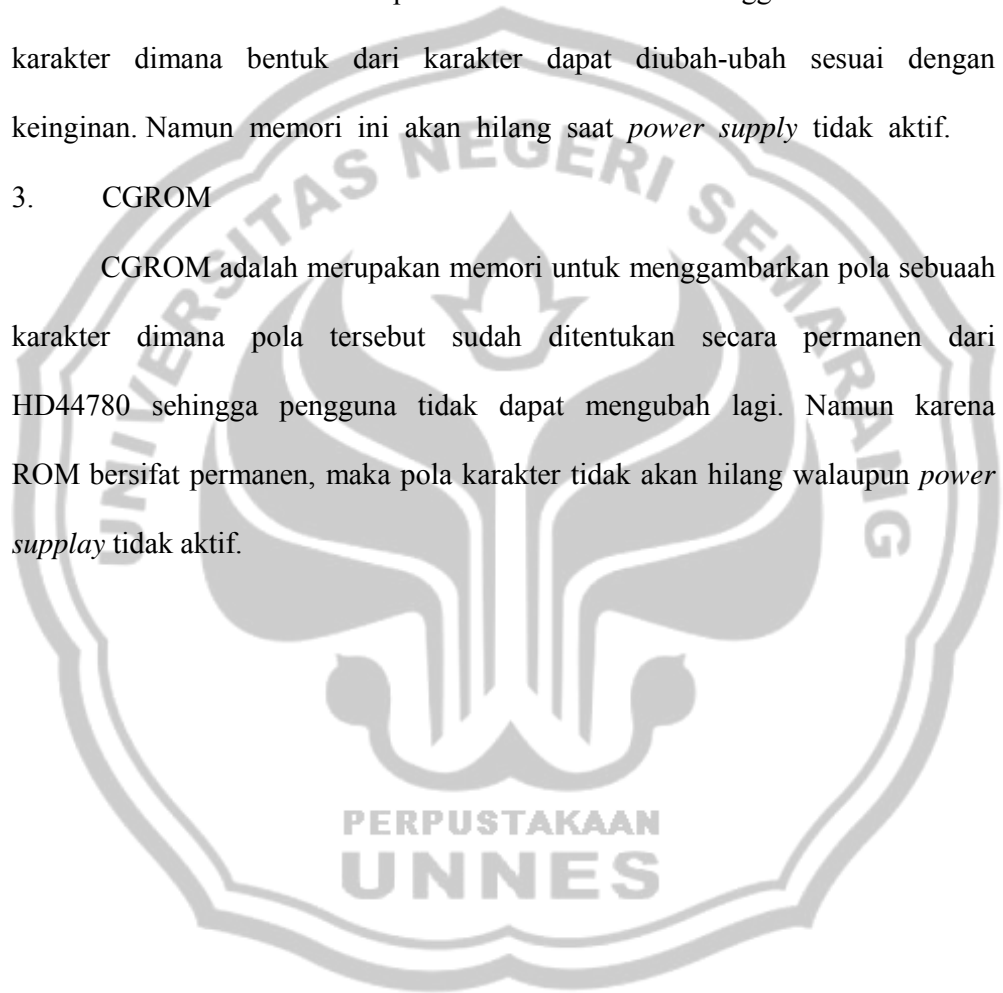 karakter dimana bentuk dari karakter dapat diubah-ubah sesuai dengan
keinginan. Namun memori ini akan hilang saat power supply tidak aktif.
3. CGROM
CGROM adalah merupakan memori untuk menggambarkan pola sebuaah
karakter dimana pola tersebut sudah ditentukan secara permanen dari
HD44780 sehingga pengguna tidak dapat mengubah lagi. Namun karena
ROM bersifat permanen, maka pola karakter tidak akan hilang walaupun power
supplay tidak aktif.
UNIVERSITAS NEGERI SEMARANG
PERPUSTAKAAN
UNNES